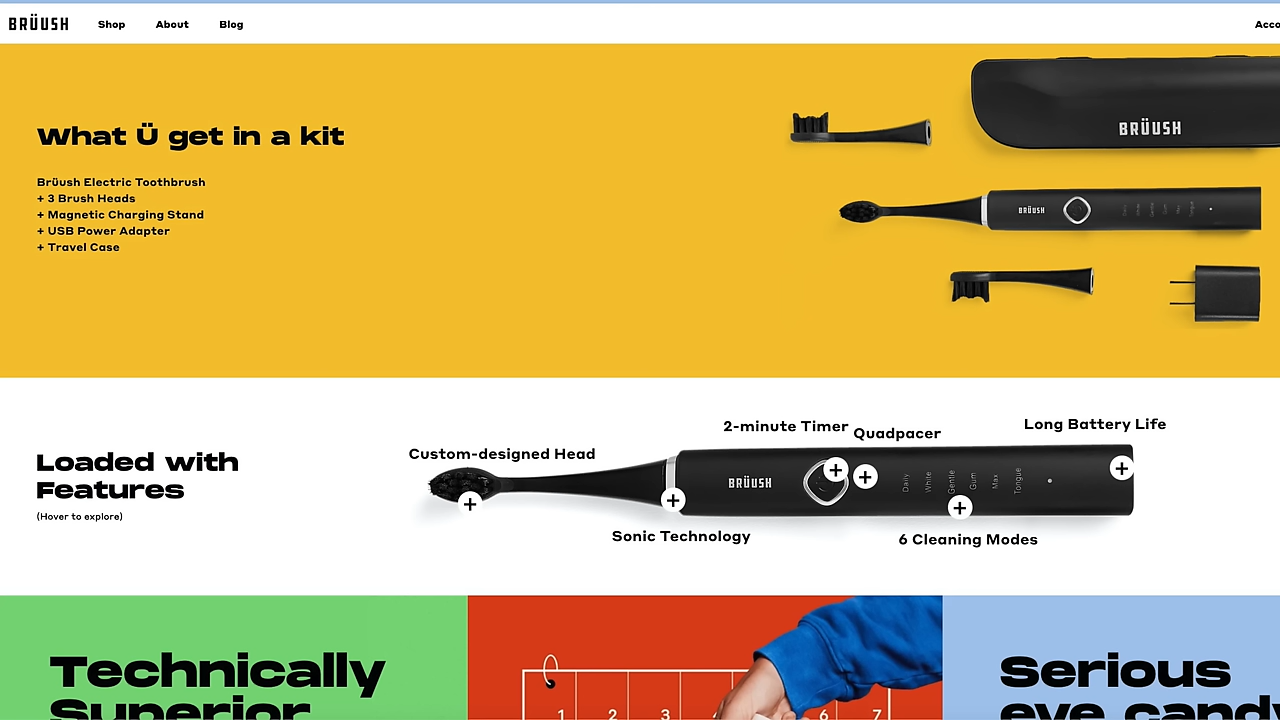 BRÜUSH Shop About Blog Acco
What Ü get in a kit
Brüush Electric Toothbrush
+ 3 Brush Heads
+ Magnetic Charging Stand
+ USB Power Adapter
+ Travel Case
BRÜUSH
BRÜUSH
Loaded with
Features
(Hover to explore)
Custom-designed Head
2-minute Timer
Quadpacer
Long Battery Life
BRÜUSH
Daily
White
Gentle
Gum
Max
Tongue
Sonic Technology
6 Cleaning Modes
Technically
Superior
1 2 3 6 7
Serious
eye candy